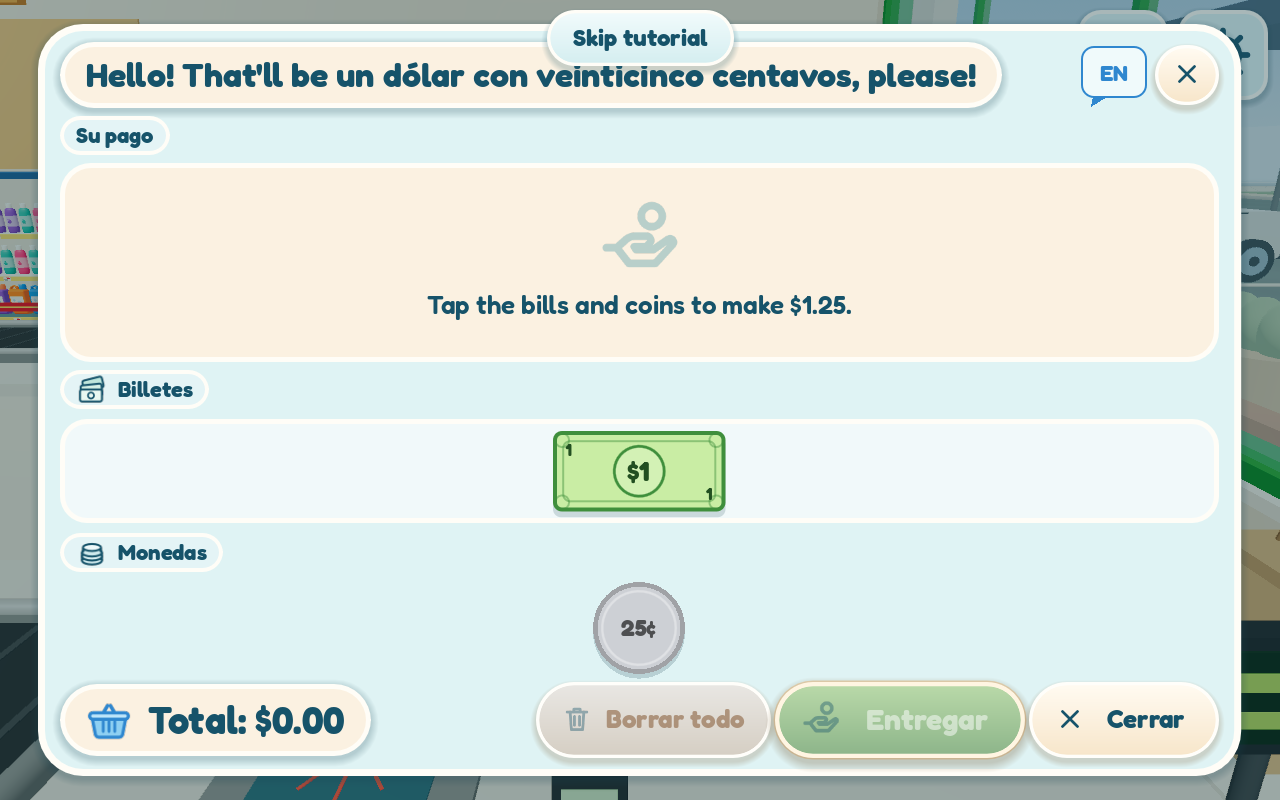 Skip tutorial
Hello! That'll be un dólar con veinticinco centavos, please!
EN
Su pago
Tap the bills and coins to make $1.25.
Billetes
1
$1
1
Monedas
25¢
Total: $0.00
Borrar todo
Entregar
Cerrar